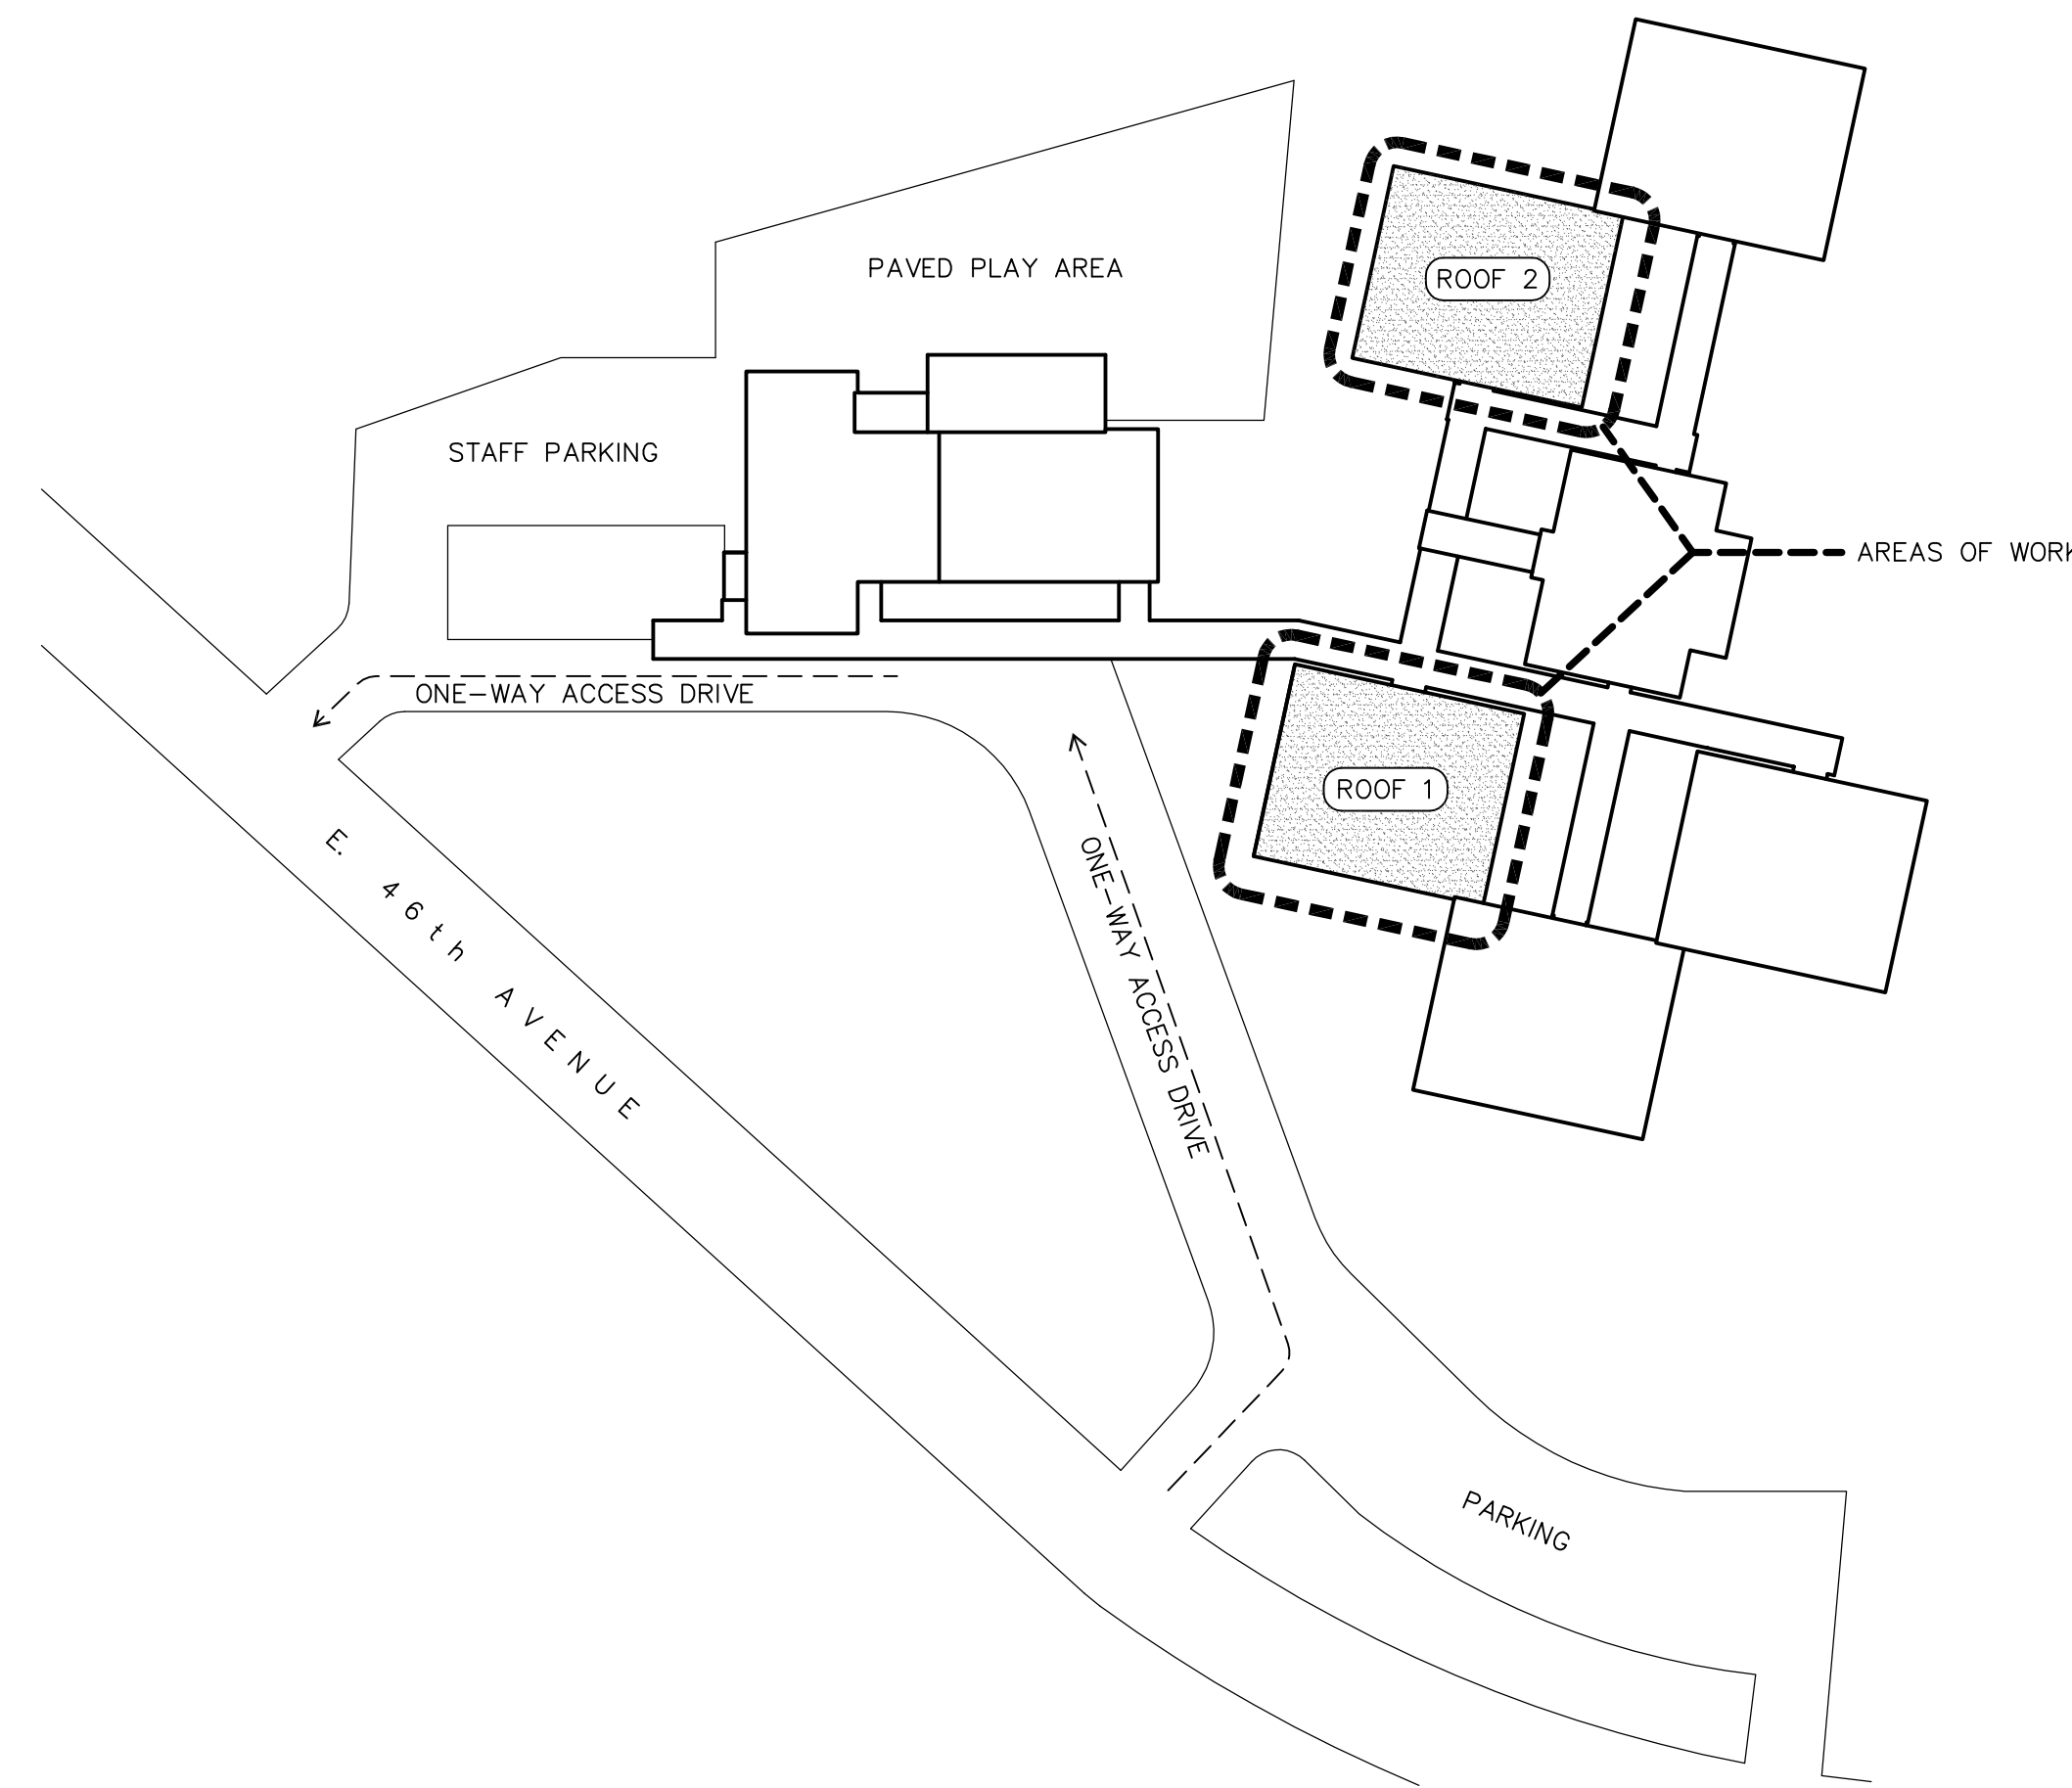 PAVED PLAY AREA
ROOF 2
STAFF PARKING
AREAS OF WORK
ONE-WAY ACCESS DRIVE
ROOF 1
E. 46th AVENUE
ONE-WAY ACCESS DRIVE
PARKING